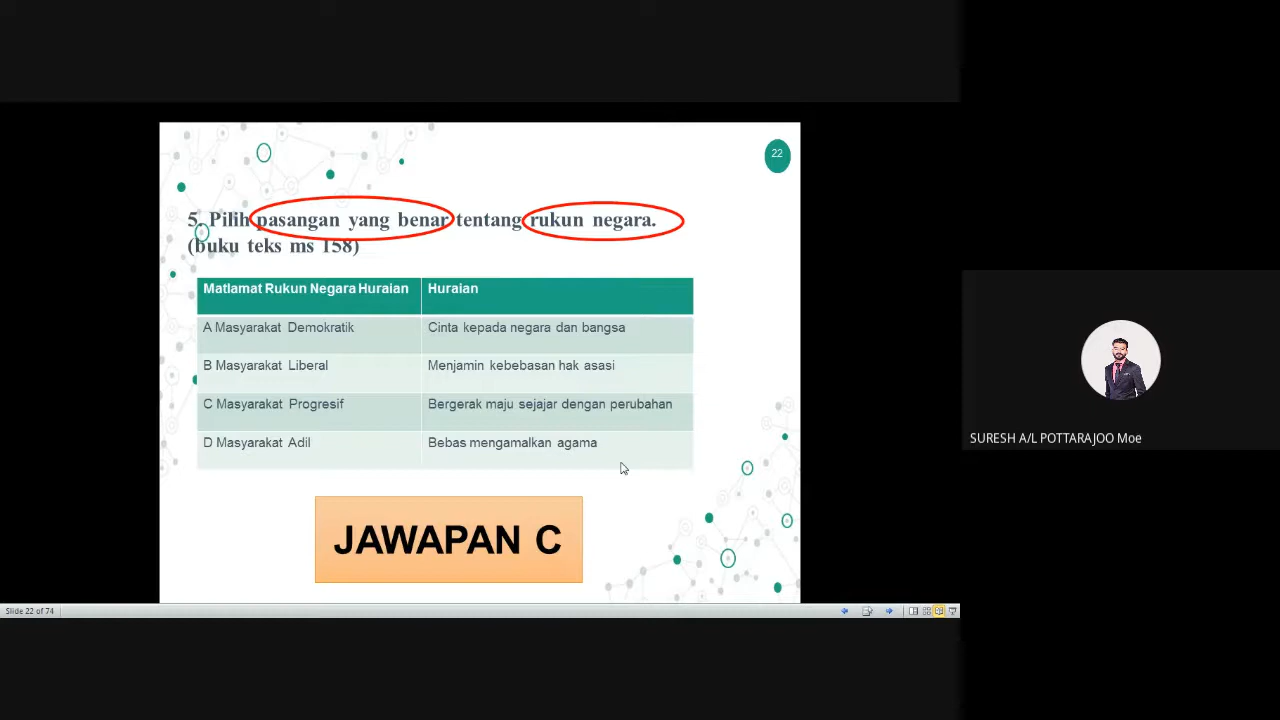 22
5. Pilih pasangan yang benar tentang rukun negara.
(buku teks ms 158)
Matlamat Rukun Negara Huraian Huraian
A Masyarakat Demokratik Cinta kepada negara dan bangsa
B Masyarakat Liberal Menjamin kebebasan hak asasi
C Masyarakat Progresif Bergerak maju sejajar dengan perubahan
D Masyarakat Adil Bebas mengamalkan agama
JAWAPAN C
SURESH A/L POTTARAJOO Moe
Slide 22 of 74